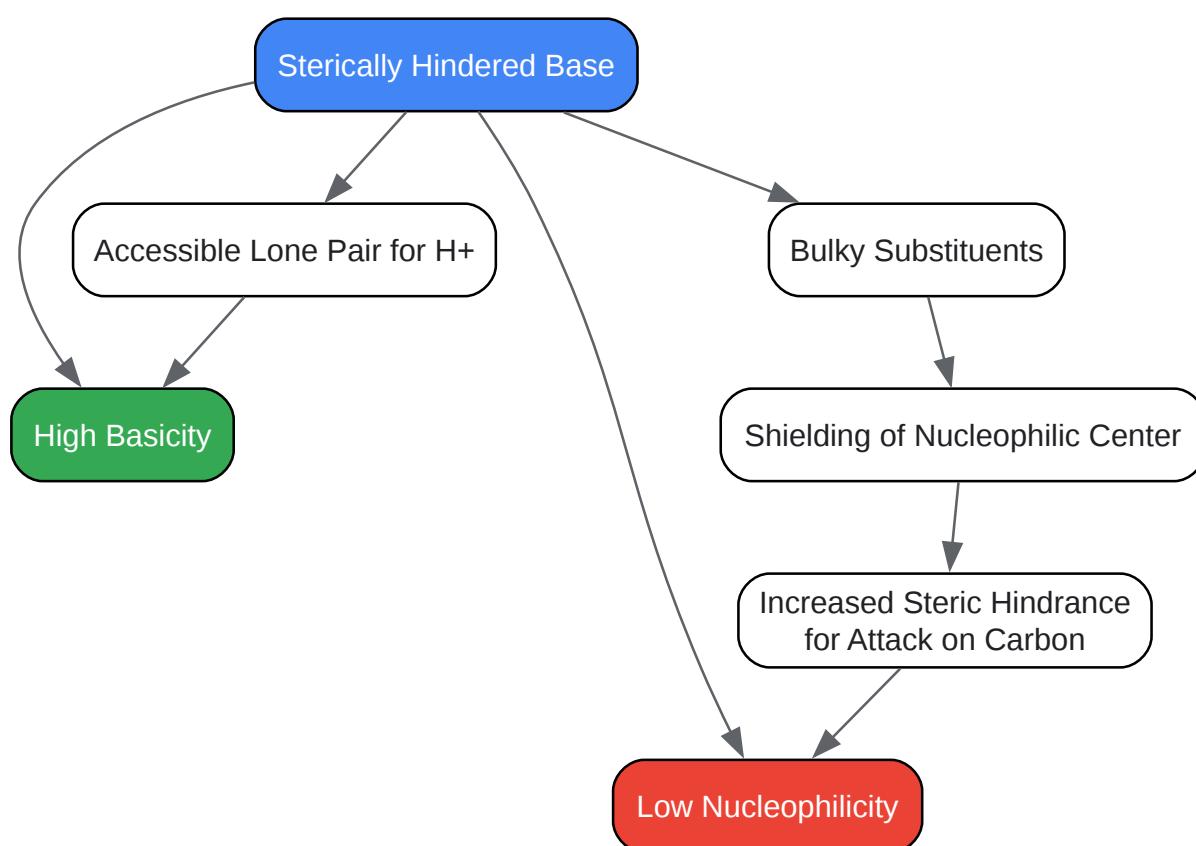 Sterically Hindered Base
Accessible Lone Pair for H+
Bulky Substituents
High Basicity
Shielding of Nucleophilic Center
Increased Steric Hindrance
for Attack on Carbon
Low Nucleophilicity